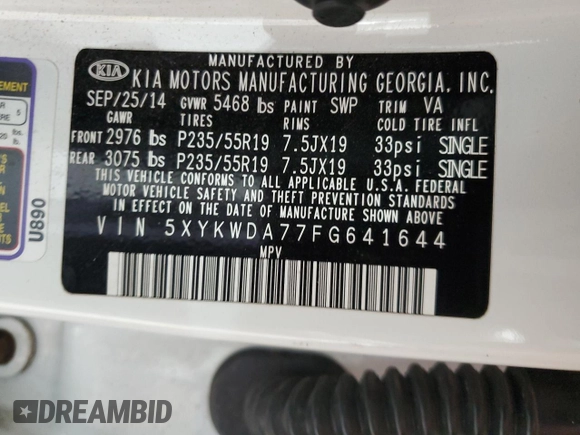 MANUFACTURED BY
KIA KIA MOTORS MANUFACTURING GEORGIA, INC.
SEP/25/14 GVWR 5468 lbs PAINT SWP TRIM VA
GAWR TIRES RIMS COLD TIRE INFL
FRONT 2976 lbs P235/55R19 7.5JX19 33psi SINGLE
REAR 3075 lbs P235/55R19 7.5JX19 33psi SINGLE
THIS VEHICLE CONFORMS TO ALL APPLICABLE U.S.A. FEDERAL
MOTOR VEHICLE SAFETY AND THEFT PREVENTION STANDARDS
IN EFFECT ON THE DATE OF MANUFACTURE SHOWN ABOVE.
VIN 5XYKWDA77FG641644
MPV
U890
DREAMBID